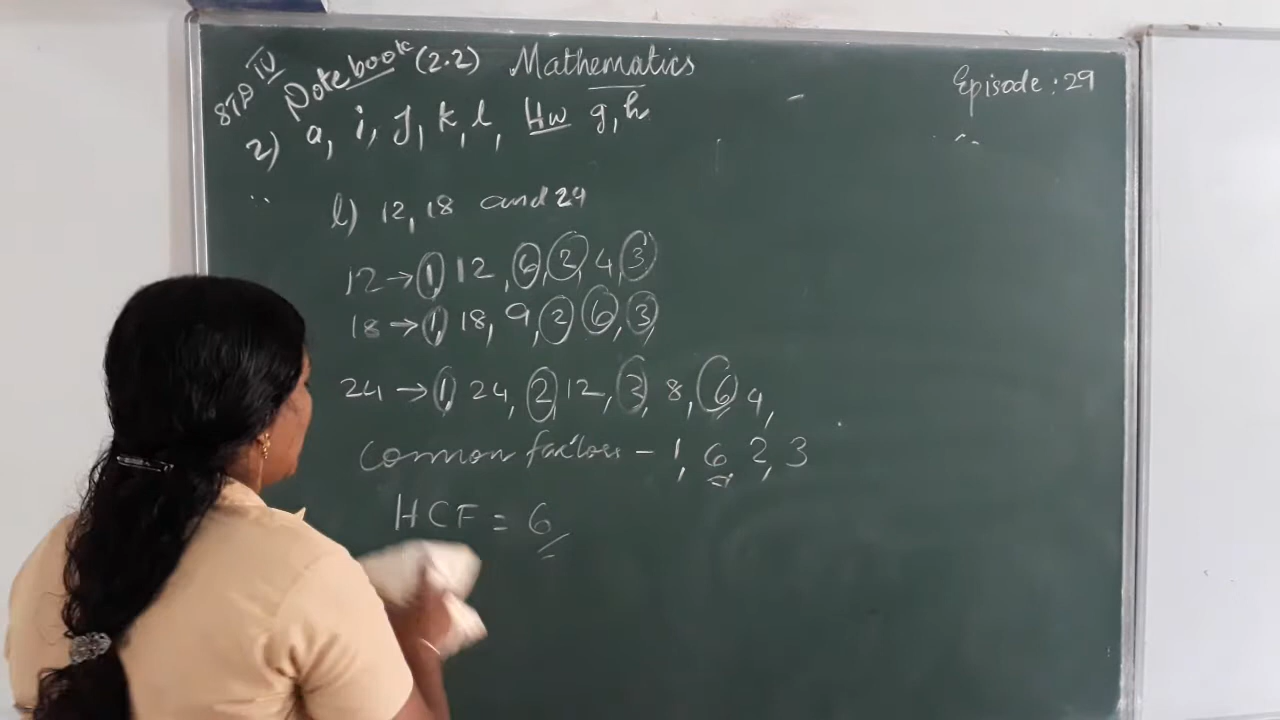 STD IV Notebook (2.2) Mathematics Episode : 29
2) a, i, J, k, l, HW g, h
l) 12, 18 and 24
12 → 1, 12, 6, 2, 4, 3
18 → 1, 18, 9, 2 6, 3,
24 → 1, 24, 2, 12, 3, 8, 6, 4,
Common factors - 1, 6, 2, 3
HCF = 6